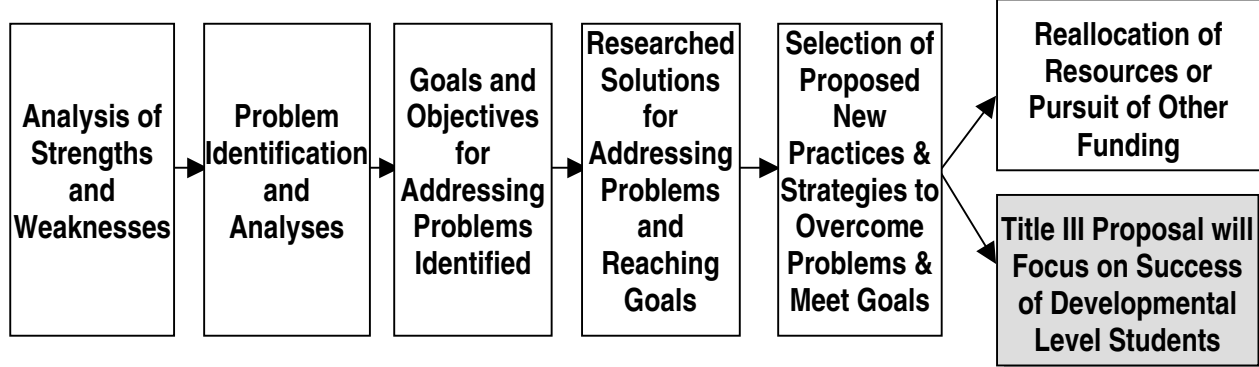 Analysis of
Strengths
and
Weaknesses
Problem
Identification
and
Analyses
Goals and
Objectives
for
Addressing
Problems
Identified
Researched
Solutions
for
Addressing
Problems
and
Reaching
Goals
Selection of
Proposed
New
Practices &
Strategies to
Overcome
Problems &
Meet Goals
Reallocation of
Resources or
Pursuit of Other
Funding
Title III Proposal will
Focus on Success
of Developmental
Level Students